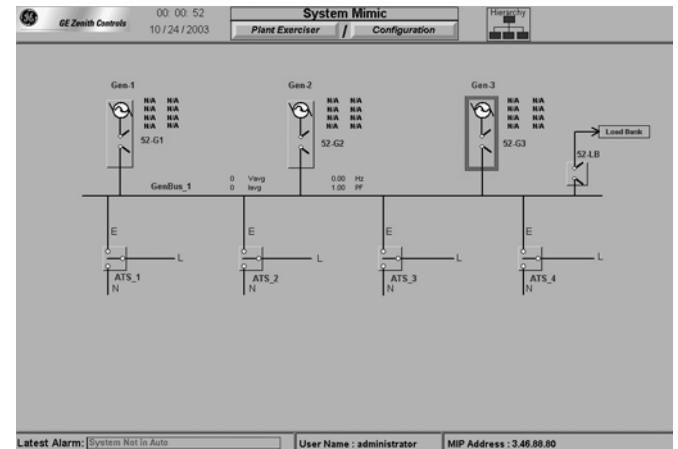 GE Zenith Controls
00: 00: 52
10 / 24 / 2003
System Mimic
Plant Exerciser / Configuration
Hierarchy
Gen-1
N/A N/A
N/A N/A
N/A N/A
N/A N/A
52-G1
Gen-2
N/A N/A
N/A N/A
N/A N/A
N/A N/A
52-G2
Gen-3
N/A N/A
N/A N/A
N/A N/A
N/A N/A
52-G3
Load Bank
52-LB
GenBus_1
0 Vavg 0.00 Hz
0 Iavg 1.00 PF
E E E E
L L L L
ATS_1 ATS_2 ATS_3 ATS_4
N N N N
Latest Alarm: System Not in Auto
User Name : administrator
MIP Address : 3.46.88.80